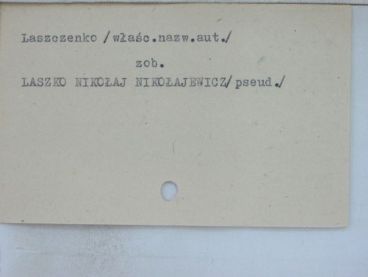 Laszczenko /właśc.nazw.aut./
zob.
LASZKO NIKOŁAJ NIKOŁAJEWICZ/pseud./